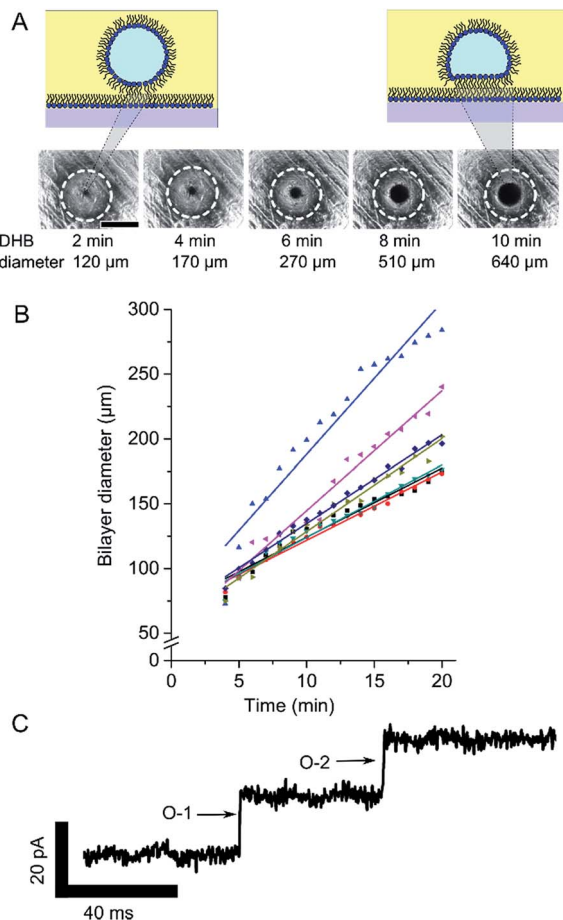 A
DHB 2 min 4 min 6 min 8 min 10 min
diameter 120 µm 170 µm 270 µm 510 µm 640 µm
B
300
250
200
150
100
50
0
Bilayer diameter (µm)
0 5 10 15 20
Time (min)
C
O-2
O-1
20 pA
40 ms